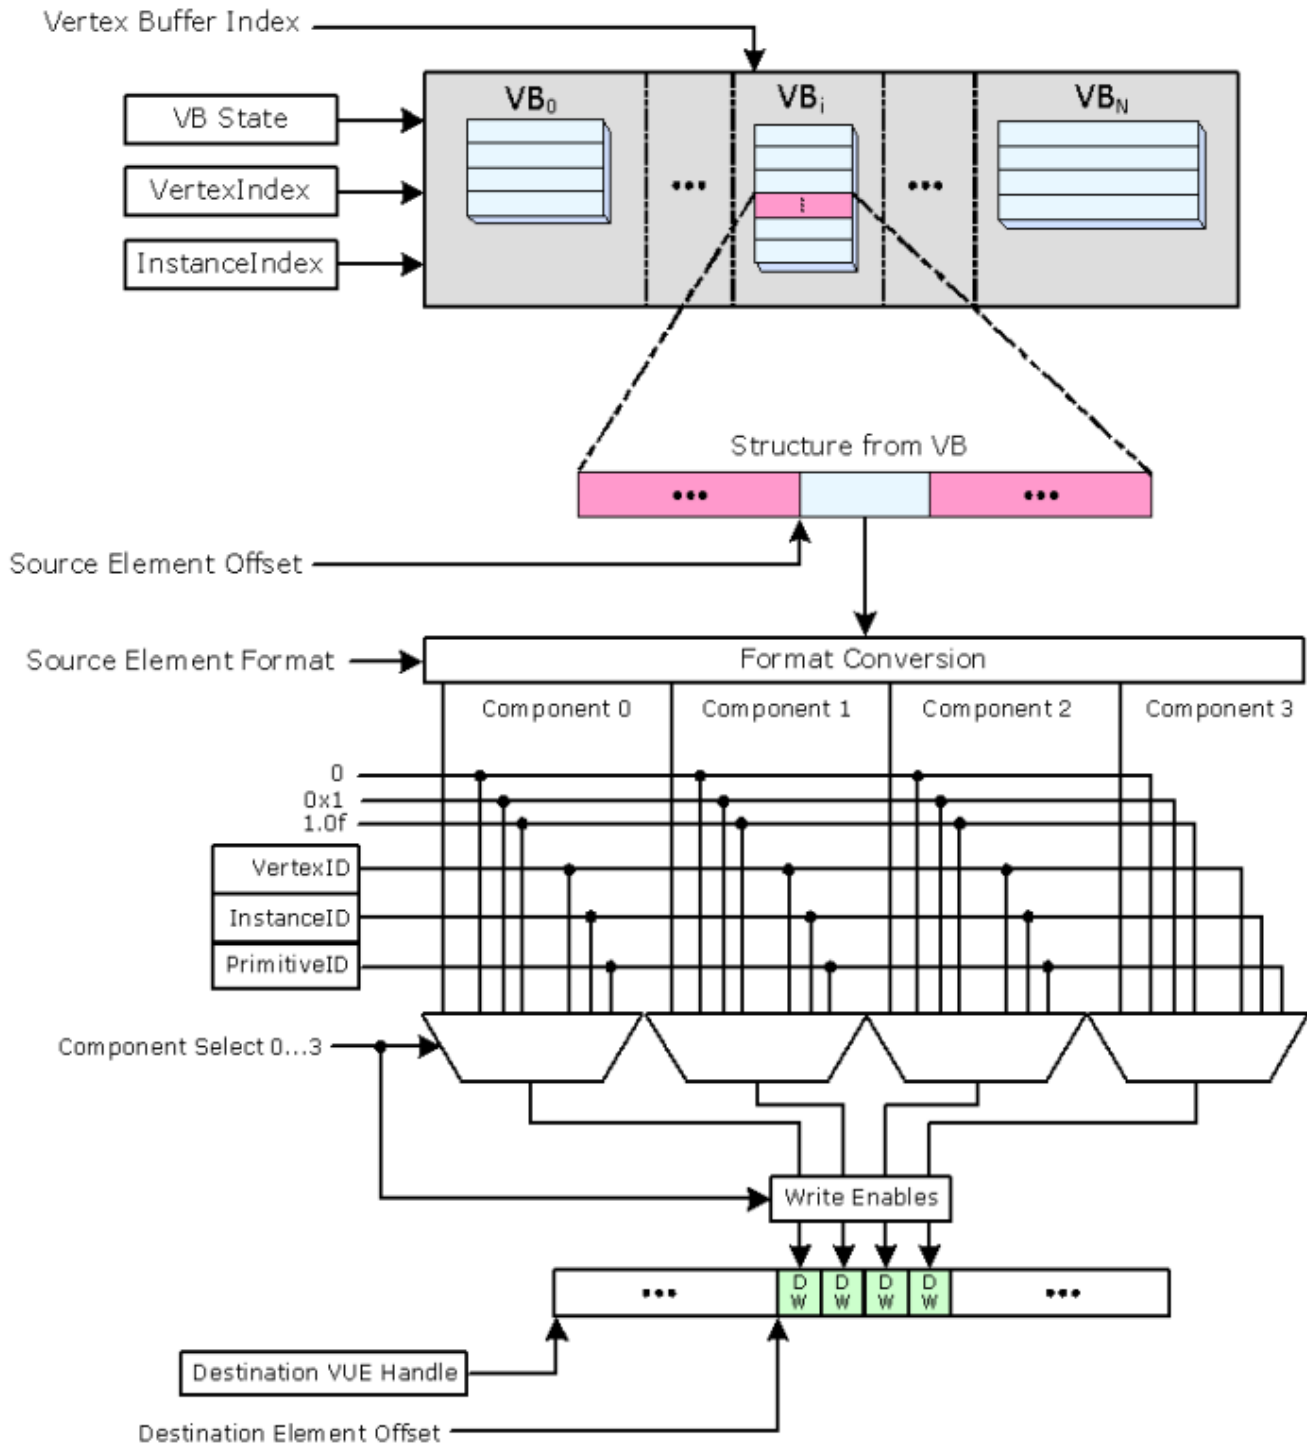 Vertex Buffer Index
VB0 VBi VBN
VB State
VertexIndex
... ...
InstanceIndex
Structure from VB
... ...
Source Element Offset
Source Element Format
Format Conversion
Component 0 Component 1 Component 2 Component 3
0
0x1
1.0f
VertexID
InstanceID
PrimitiveID
Component Select 0...3
Write Enables
... DW DW DW DW ...
Destination VUE Handle
Destination Element Offset